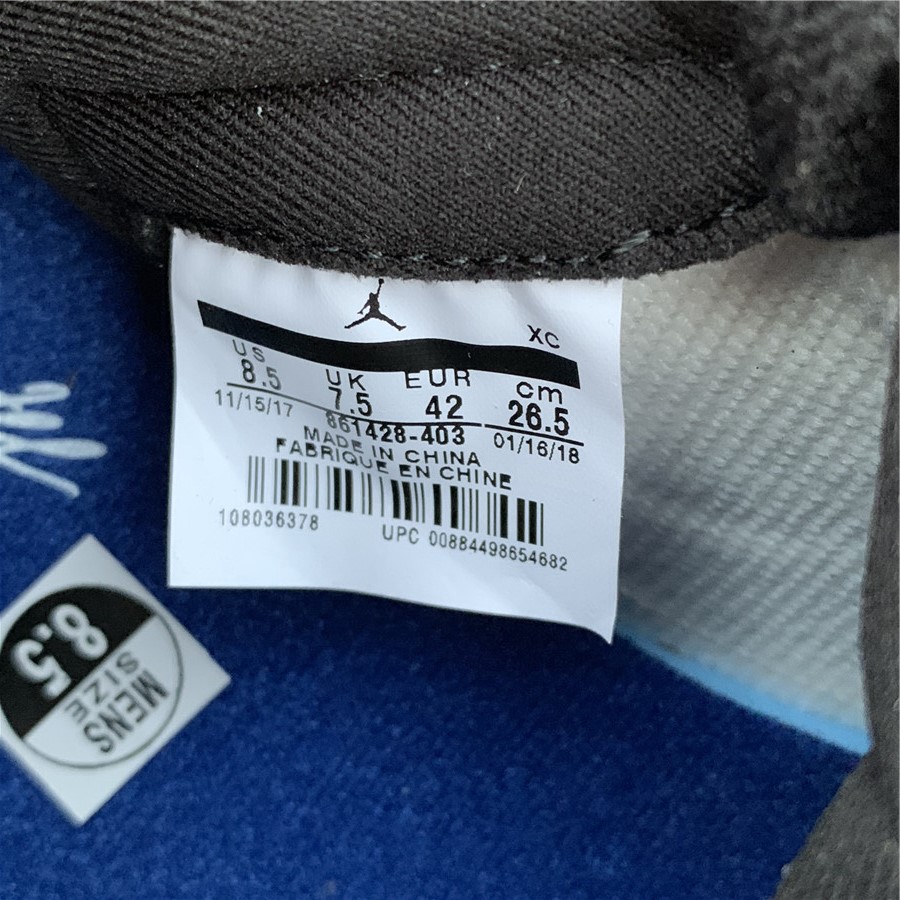 XC
US UK EUR cm
8.5 7.5 42 26.5
11/15/17 861428-403 01/16/18
MADE IN CHINA
FABRIQUE EN CHINE
108036378 UPC 00884498654682
8.5
MENS
SIZE